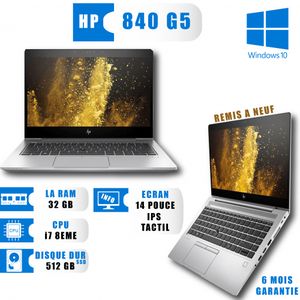 HP 840 G5
Windows 10
REMIS A NEUF
LA RAM
32 GB
ECRAN
14 POUCE
IPS
TACTIL
CPU
i7 8EME
DISQUE DUR
512 GB SSD
6 MOIS
GARANTIE